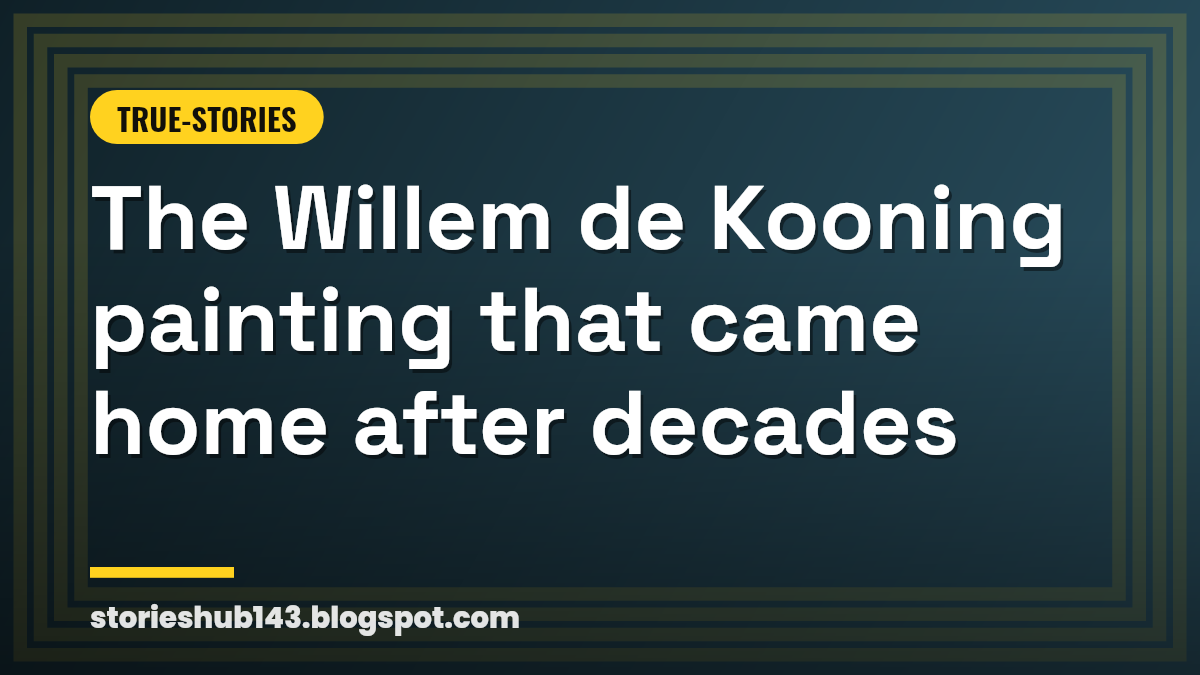 TRUE-STORIES
The Willem de Kooning
painting that came
home after decades
storieshub143.blogspot.com